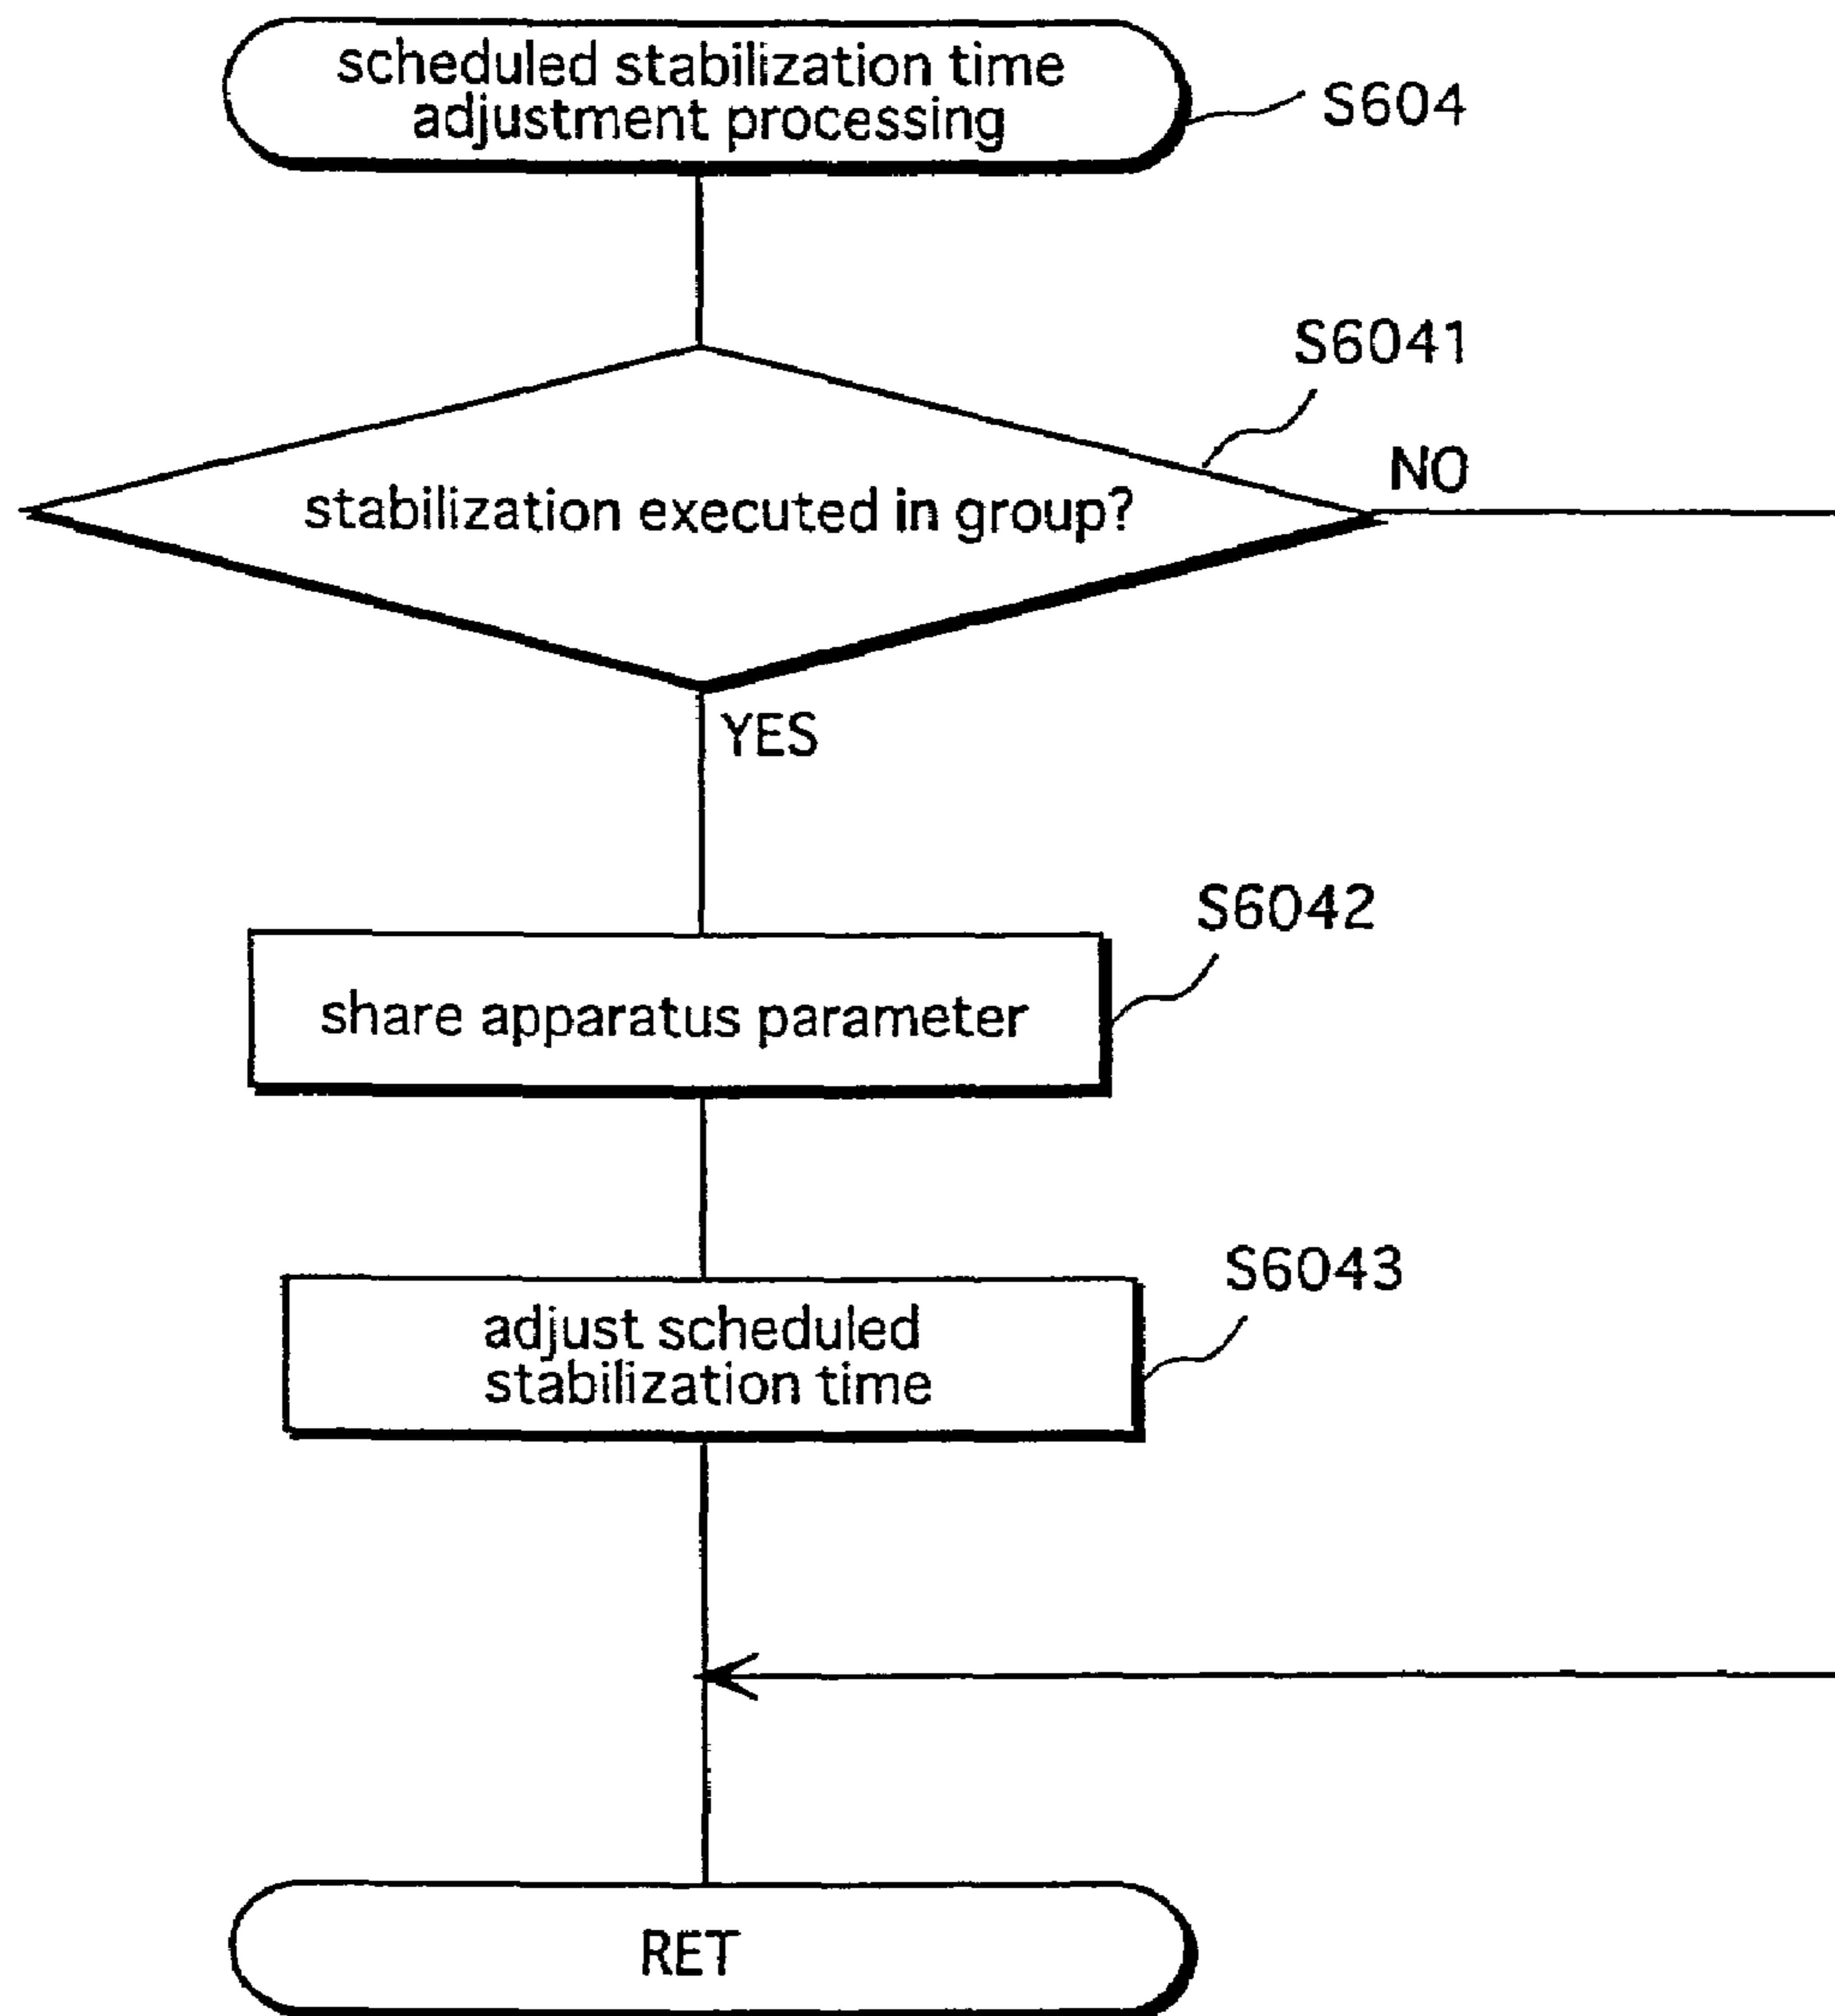 scheduled stabilization time
adjustment processing
S604
S6041
NO
stabilization executed in group?
YES
S6042
share apparatus parameter
S6043
adjust scheduled
stabilization time
RET